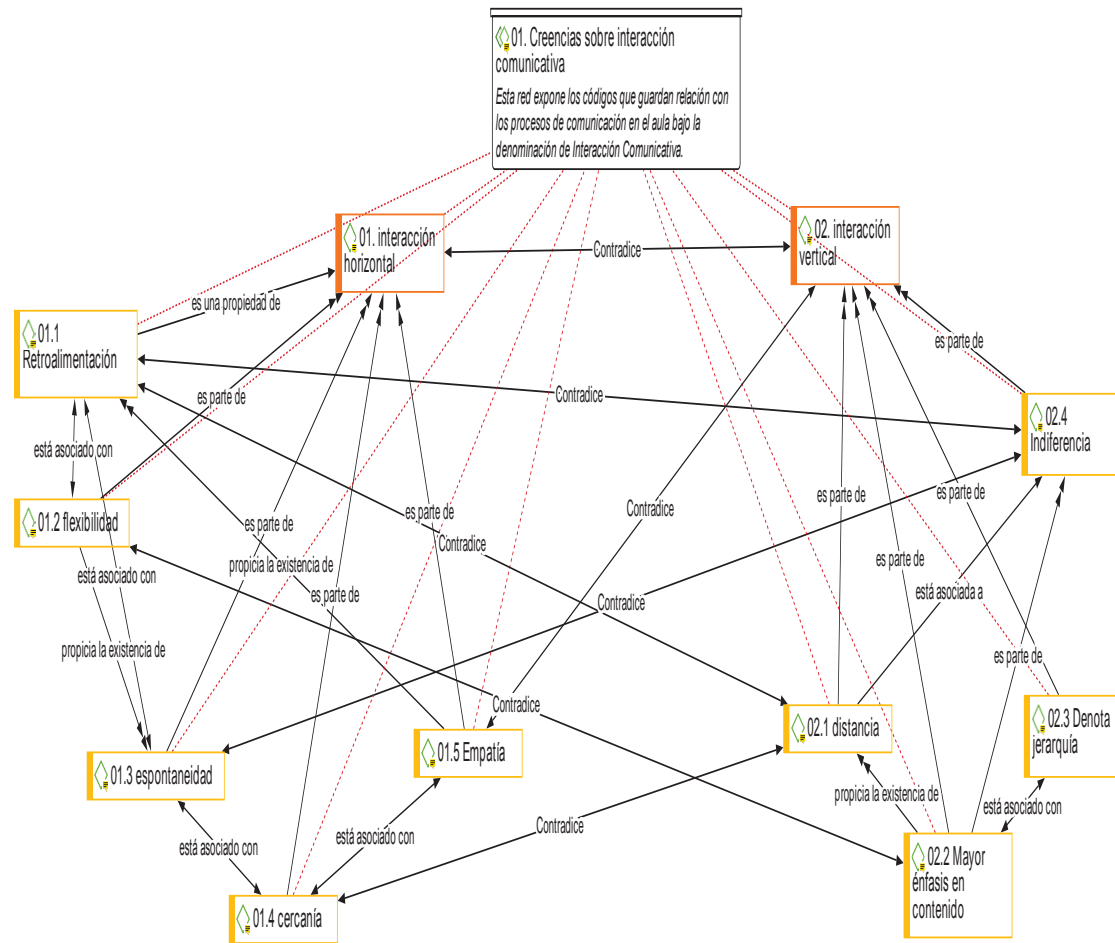 01. Creencias sobre interacción
comunicativa
Esta red expone los códigos que guardan relación con
los procesos de comunicación en el aula bajo la
denominación de Interacción Comunicativa.
01. interacción
horizontal
02. interacción
vertical
Contradice
es una propiedad de
01.1
Retroalimentación
es parte de
es parte de
Contradice
02.4
Indiferencia
está asociado con
01.2 flexibilidad
es parte de
es parte de
Contradice
es parte de
es parte de
es parte de
Contradice
propicia la existencia de
es parte de
está asociado con
es parte de
está asociada a
Contradice
propicia la existencia de
es parte de
Contradice
02.1 distancia
02.3 Denota
jerarquía
01.5 Empatía
01.3 espontaneidad
propicia la existencia de
está asociado con
Contradice
está asociado con
está asociado con
02.2 Mayor
énfasis en
contenido
01.4 cercanía